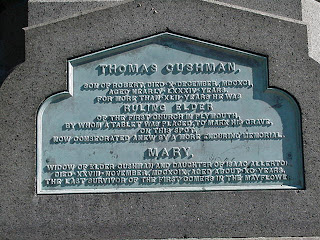 THOMAS CUSHMAN,
SON OF ROBERT, DIED X. DECEMBER, MDCXCI,
AGED NEARLY LXXXIV YEARS.
FOR MORE THAN XLII YEARS HE WAS
RULING ELDER
OF THE FIRST CHURCH IN PLYMOUTH,
BY WHOM A TABLET WAS PLACED, TO MARK HIS GRAVE,
ON THIS SPOT,
NOW CONSECRATED ANEW BY A MORE ENDURING MEMORIAL.
MARY,
WIDOW OF ELDER CUSHMAN, AND DAUGHTER OF ISAAC ALLERTON
DIED XXVIII NOVEMBER, MDCXCIX, AGED ABOUT XC YEARS,
THE LAST SURVIVOR OF THE FIRST COMERS IN THE MAYFLOWE